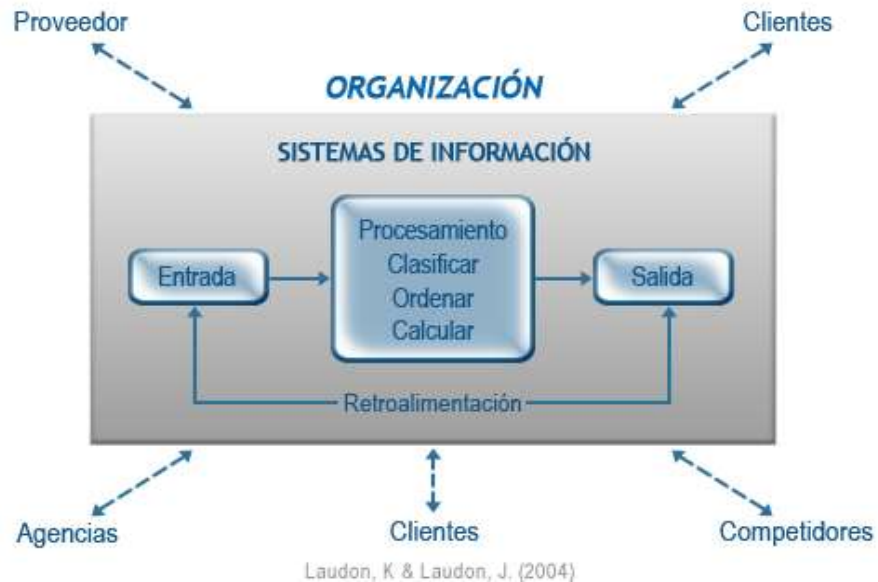 Proveedor
Clientes
ORGANIZACIÓN
SISTEMAS DE INFORMACIÓN
Entrada
Procesamiento
Clasificar
Ordenar
Calcular
Salida
Retroalimentación
Agencias
Clientes
Competidores
Laudon, K & Laudon, J. (2004)